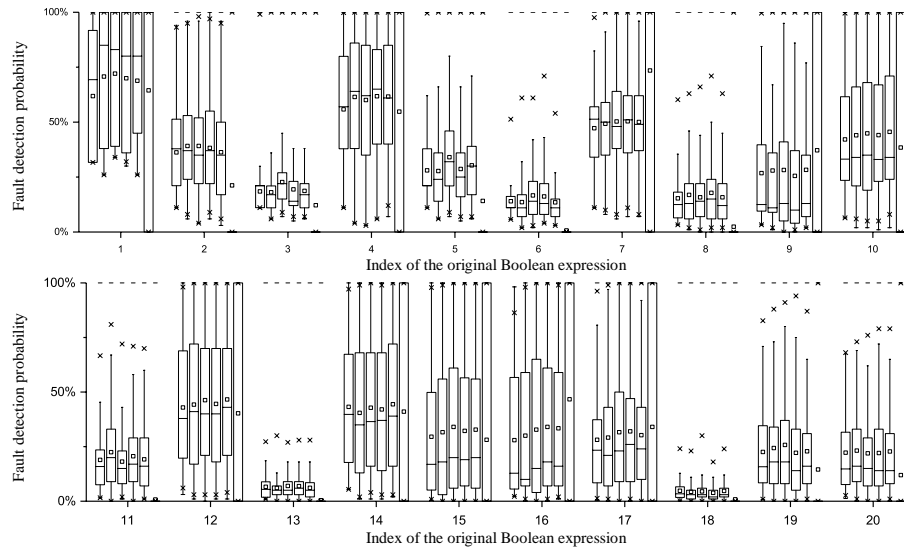 100%
Fault detection probability
50%
0%
1 2 3 4 5 6 7 8 9 10
Index of the original Boolean expression
100%
Fault detection probability
50%
0%
11 12 13 14 15 16 17 18 19 20
Index of the original Boolean expression